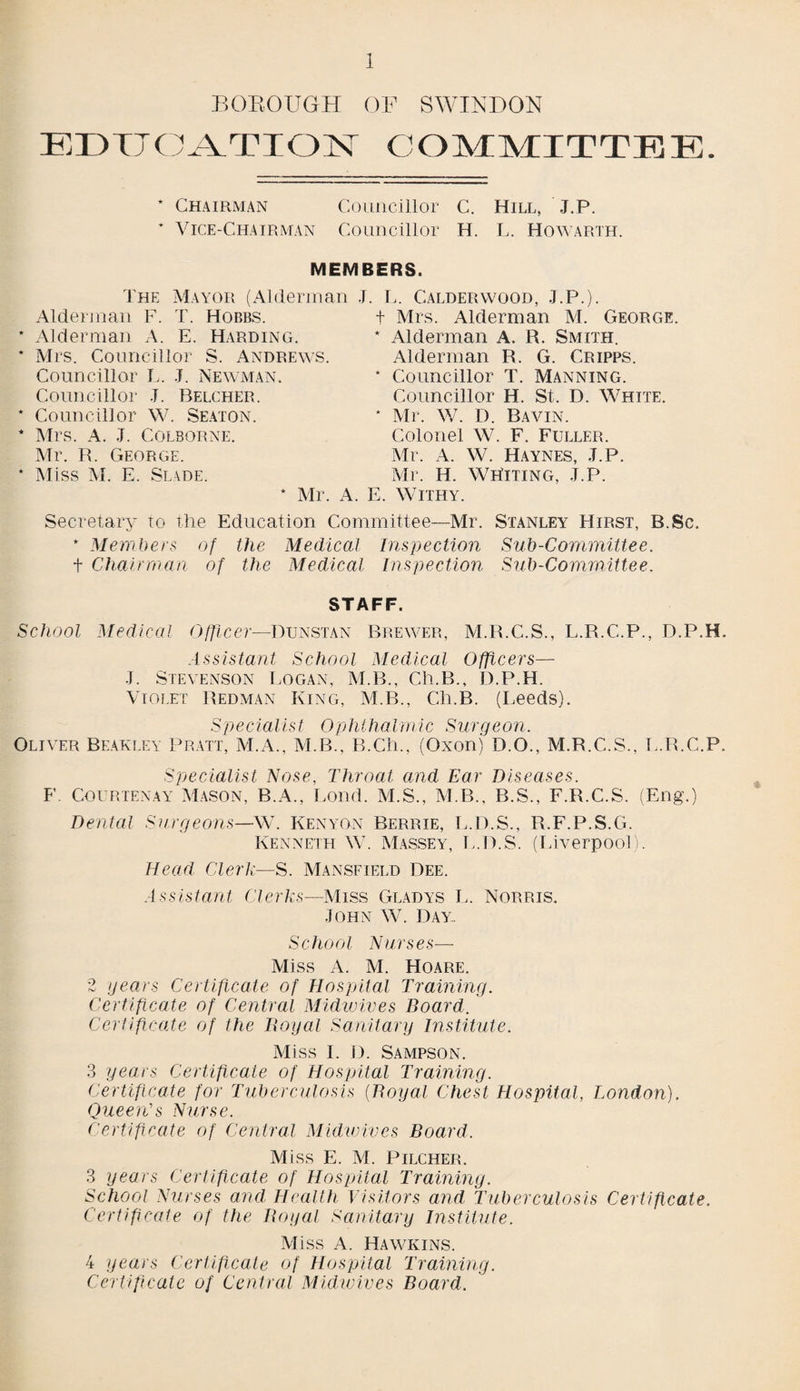 1
BOROUGH OF SWINDON
EDUCATION COMMITTEE.
* CHAIRMAN Councillor C. HILL, J.P.
* VICE-CHAIRMAN Councillor H. L. HOWARTH.
MEMBERS.
THE MAYOR (Alderman J. L. CALDERWOOD, J.P.).
Alderman F. T. HOBBS. † Mrs. Alderman M. GEORGE.
* Alderman A. E. HARDING. * Alderman A. R. SMITH.
* Mrs. Councillor S. ANDREWS. Alderman R. G. CRIPPS.
Councillor L. J. NEWMAN. * Councillor T. MANNING.
Councillor J. BELCHER. Councillor H. St. D. WHITE.
* Councillor W. SEATON. * Mr. W. D. BAVIN.
* Mrs. A. J. COLBORNE. Colonel W. F. FULLER.
Mr. R. GEORGE. Mr. A. W. HAYNES, J.P.
* Miss M. E. SLADE. Mr. H. WHITING, J.P.
* Mr. A. E. WITHY.
Secretary to the Education Committee—Mr. STANLEY HIRST, B.Sc.
* Members of the Medical Inspection Sub-Committee.
† Chairman of the Medical Inspection Sub-Committee.
STAFF.
School Medical Officer—DUNSTAN BREWER, M.R.C.S., L.R.C.P., D.P.H.
Assistant School Medical Officers—
J. STEVENSON LOGAN, M.B., Ch.B., D.P.H.
VIOLET REDMAN KING, M.B., Ch.B. (Leeds).
Specialist Ophthalmic Surgeon.
OLIVER BEAKLEY PRATT, M.A., M.B., B.Ch., (Oxon) D.O., M.R.C.S., L.R.C.P.
Specialist Nose, Throat and Ear Diseases.
F. COURTENAY MASON, B.A., Lond. M.S., M.B., B.S., F.R.C.S. (Eng.)
Dental Surgeons—W. KENYON BERRIE, L.D.S., R.F.P.S.G.
KENNETH W. MASSEY, L.D.S. (Liverpool).
Head Clerk—S. MANSFIELD DEE.
Assistant Clerks—MISS GLADYS L. NORRIS.
JOHN W. DAY.
School Nurses—
Miss A. M. HOARE.
2 years Certificate of Hospital Training.
Certificate of Central Midwives Board.
Certificate of the Royal Sanitary Institute.
Miss I. D. SAMPSON.
3 years Certificate of Hospital Training.
Certificate for Tuberculosis (Royal Chest Hospital, London).
Queen's Nurse.
Certificate of Central Midwives Board.
Miss E. M. PILCHER.
3 years Certificate of Hospital Training.
School Nurses and Health Visitors and Tuberculosis Certificate.
Certificate of the Royal Sanitary Institute.
Miss A. HAWKINS.
4 years Certificate of Hospital Training.
Certificate of Central Midwives Board.